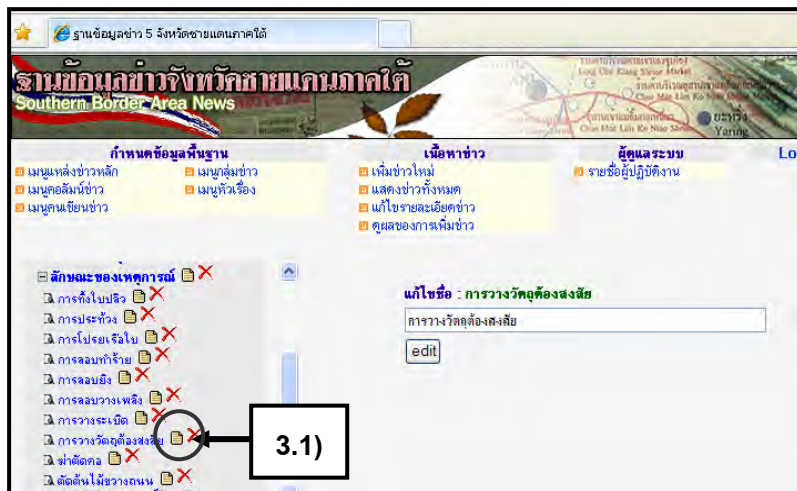 ฐานข้อมูลข่าว 5 จังหวัดชายแดนภาคใต้
ฐานข้อมูลข่าวจังหวัดชายแดนภาคใต้
Southern Border Area News
ยะหริ่ง
Yaring
กำหนดข้อมูลพื้นฐาน
เมนูแหล่งข่าวหลัก
เมนูกลุ่มข่าว
เมนูคอลัมน์ข่าว
เมนูหัวเรื่อง
เมนูคนเขียนข่าว
เนื้อหาข่าว
เพิ่มข่าวใหม่
แสดงข่าวทั้งหมด
แก้ไขรายละเอียดข่าว
ดูผลของการเพิ่มข่าว
ผู้ดูแลระบบ
รายชื่อผู้ปฏิบัติงาน
Lo
ลักษณะของเหตุการณ์
การทิ้งใบปลิว
การประท้วง
การโปรยเรือใบ
การลอบทำร้าย
การลอบยิง
การลอบวางเพลิง
การวางระเบิด
การวางวัตถุต้องสงสัย
ฆ่าตัดคอ
ตัดต้นไม้ขวางถนน
แก้ไขชื่อ : การวางวัตถุต้องสงสัย
การวางวัตถุต้องสงสัย
edit
3.1)